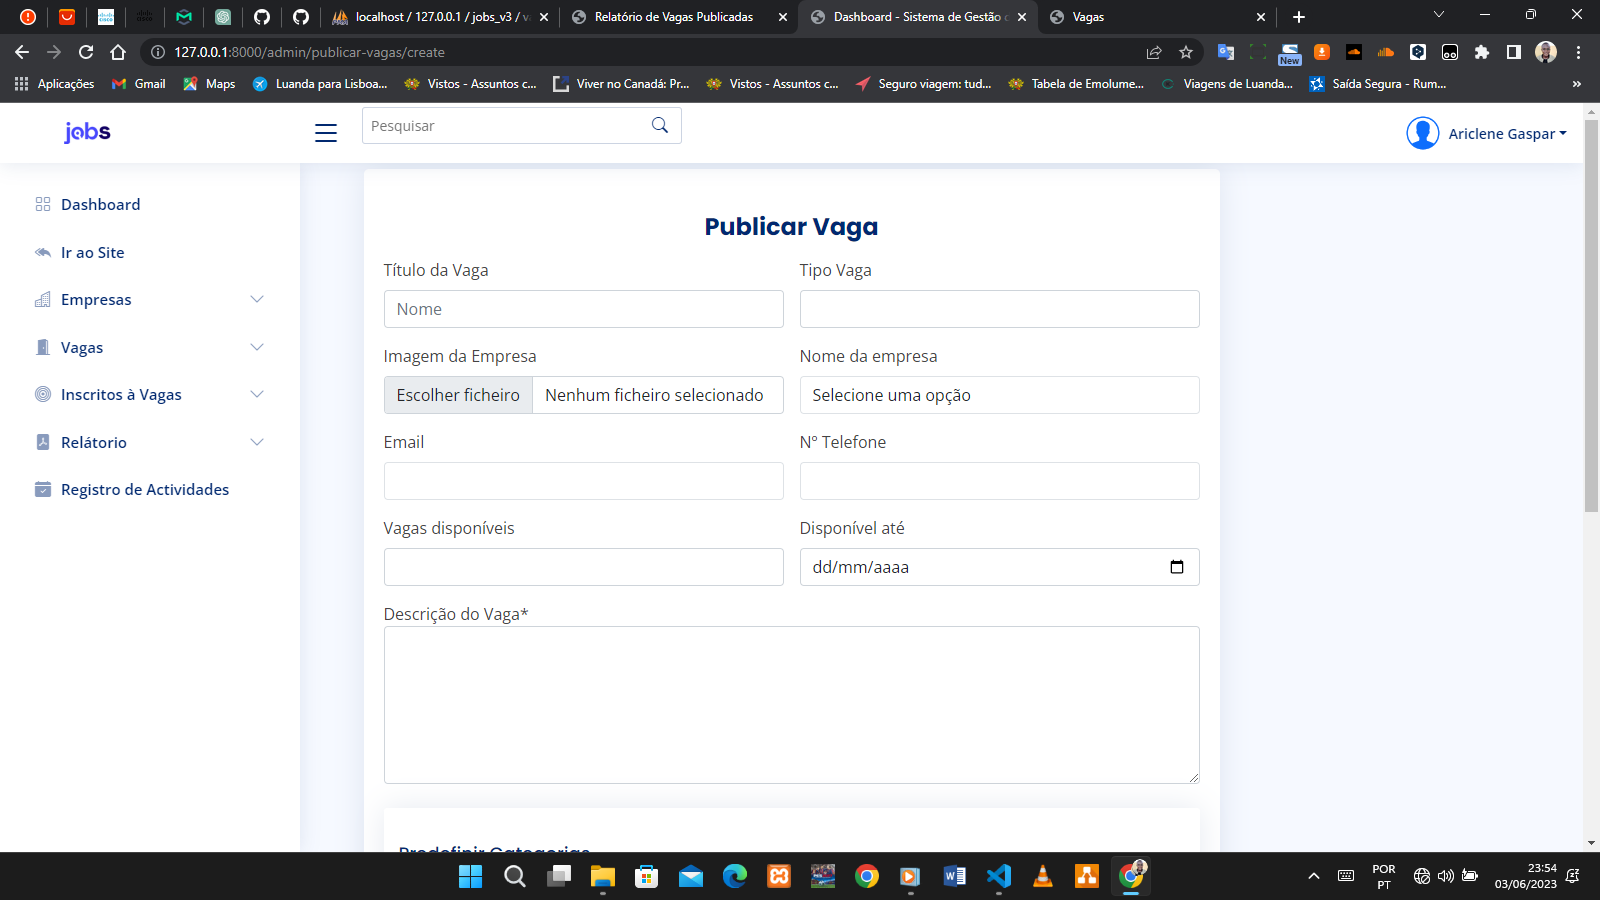 localhost / 127.0.0.1 / jobs_v3 / v
Relatório de Vagas Publicadas
Dashboard - Sistema de Gestão
Vagas
127.0.0.1:8000/admin/publicar-vagas/create
New
Aplicações
Gmail
Maps
Luanda para Lisboa...
Vistos - Assuntos c...
Viver no Canadá: Pr...
Vistos - Assuntos c...
Seguro viagem: tud...
Tabela de Emolume...
Viagens de Luanda...
Saída Segura - Rum...
»
jobs
Pesquisar
Ariclene Gaspar
Dashboard
Ir ao Site
Empresas
Vagas
Inscritos à Vagas
Relátorio
Registro de Actividades
Publicar Vaga
Título da Vaga
Tipo Vaga
Nome
Imagem da Empresa
Nome da empresa
Escolher ficheiro
Nenhum ficheiro selecionado
Selecione uma opção
Email
Nº Telefone
Vagas disponíveis
Disponível até
dd/mm/aaaa
Descrição do Vaga*
Predefinir Categorias
POR
PT
23:54
03/06/2023